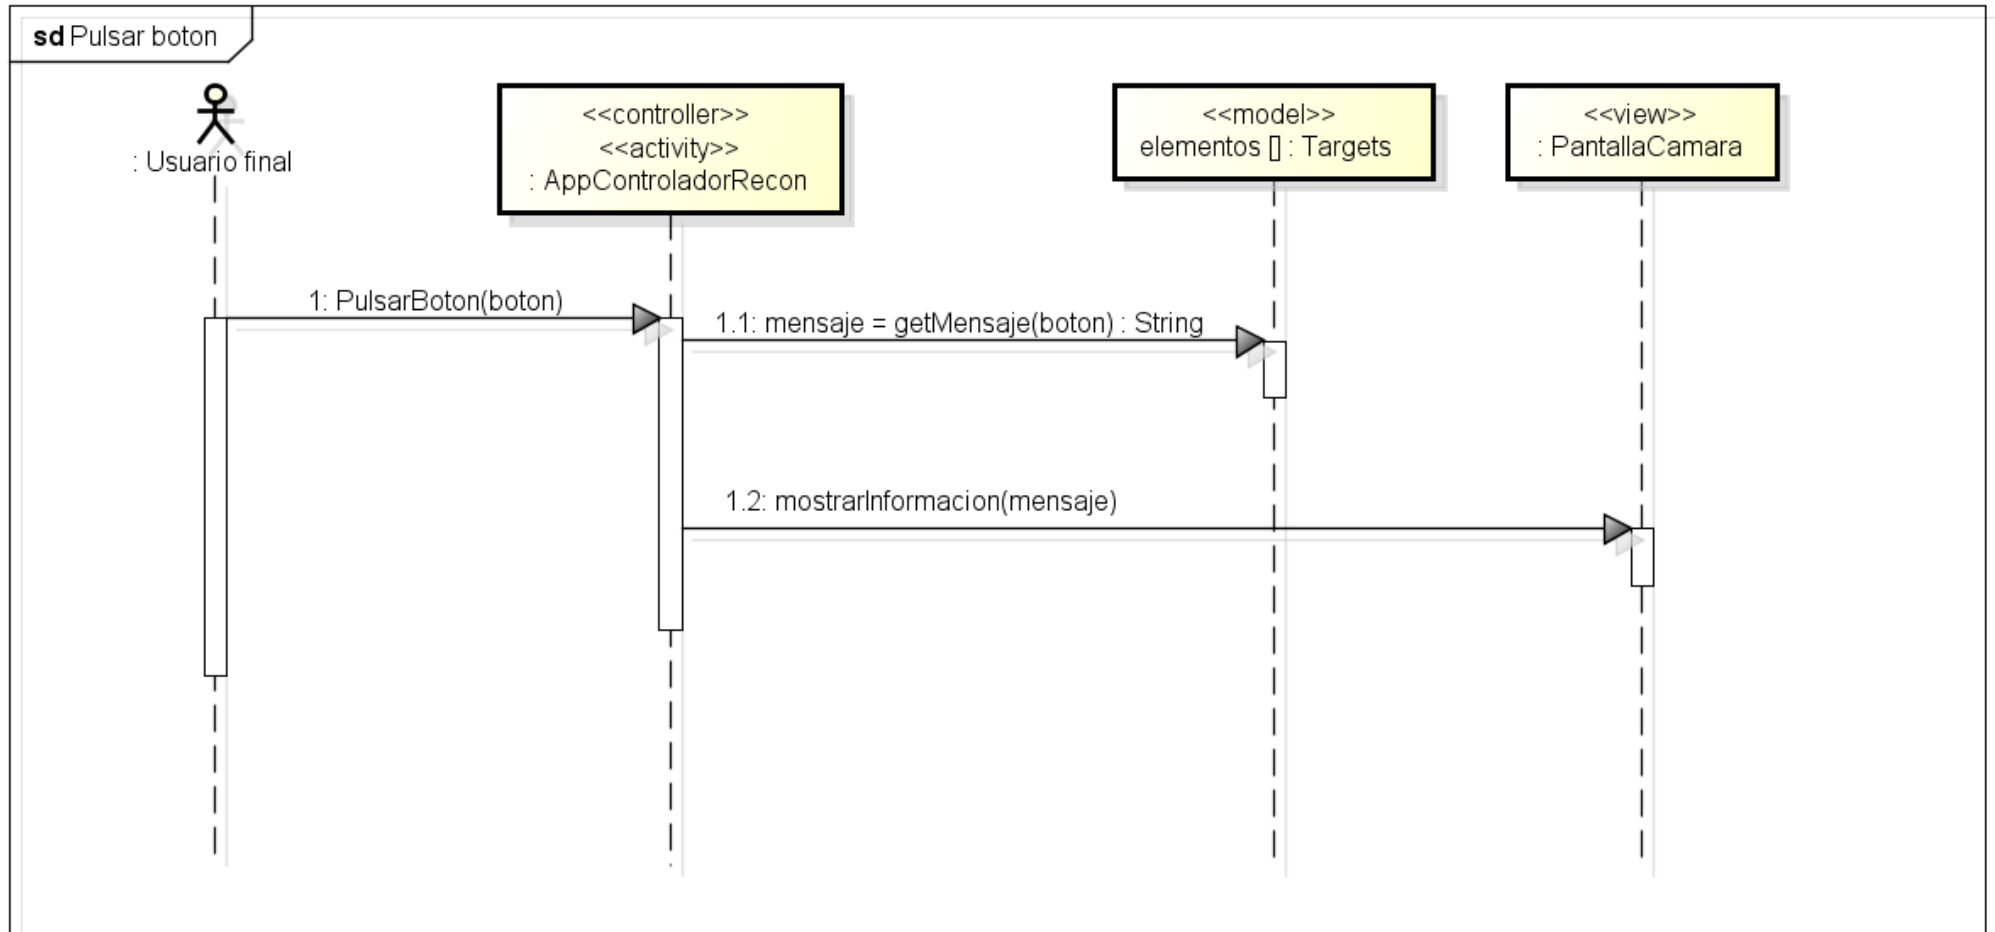 sd Pulsar boton
: Usuario final
<<controller>>
<<activity>>
: AppControladorRecon
<<model>>
elementos [] : Targets
<<view>>
: PantallaCamara
1: PulsarBoton(boton)
1.1: mensaje = getMensaje(boton) : String
1.2: mostrarInformacion(mensaje)